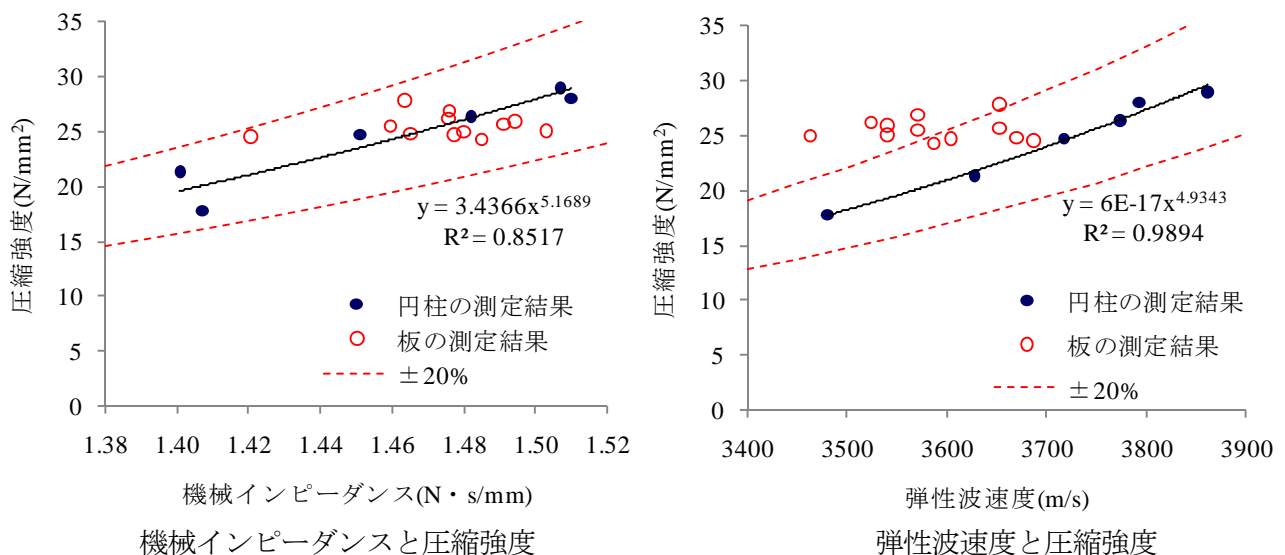 35
30
25
20
15
10
5
0
圧縮強度(N/mm²)
y = 3.4366x^5.1689
R² = 0.8517
円柱の測定結果
板の測定結果
±20%
1.38 1.40 1.42 1.44 1.46 1.48 1.50 1.52
機械インピーダンス(N・s/mm)
機械インピーダンスと圧縮強度
35
30
25
20
15
10
5
0
圧縮強度(N/mm²)
y = 6E-17x^4.9343
R² = 0.9894
円柱の測定結果
板の測定結果
±20%
3400 3500 3600 3700 3800 3900
弾性波速度(m/s)
弾性波速度と圧縮強度